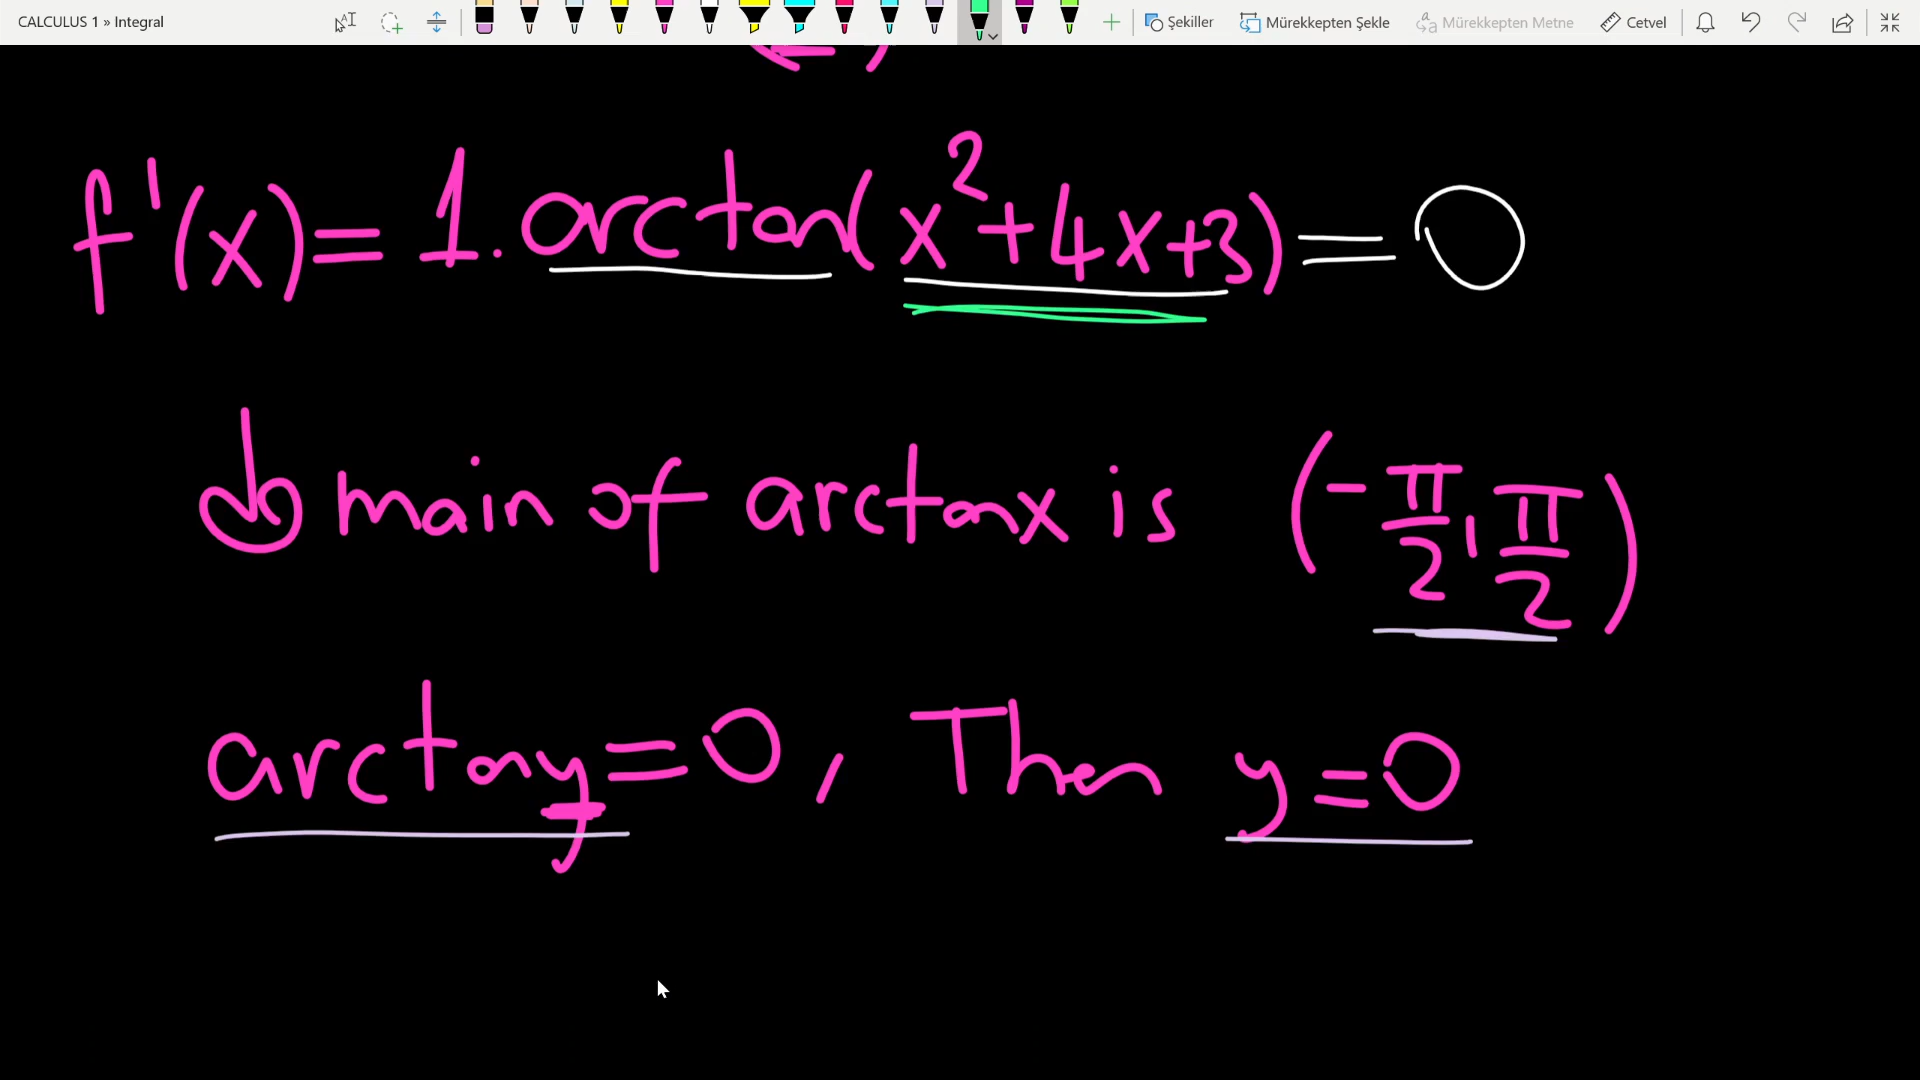 CALCULUS 1 » Integral Şekiller Mürekkepten Şekle Mürekkepten Metne Cetvel
f'(x)= 1. arctan(x²+4x+3)=0
domain of arctanx is (-π/2, π/2)
arctany=0, Then y=0